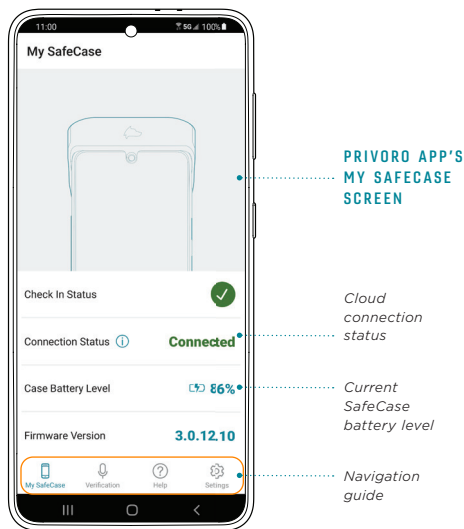 11:00
5G 100%
My SafeCase
PRIVORO APP'S
MY SAFECASE
SCREEN
Check In Status
Cloud
connection
status
Connection Status
Connected
Current
SafeCase
battery level
Case Battery Level
86%
Firmware Version
3.0.12.10
Navigation
guide
My SafeCase Verification Help Settings